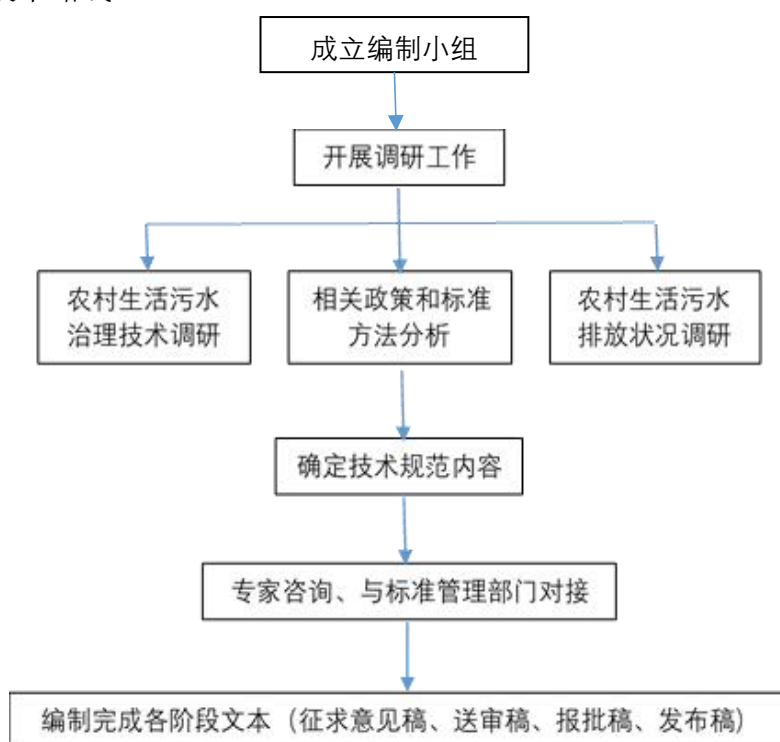 成立编制小组
开展调研工作
农村生活污水
治理技术调研
相关政策和标准
方法分析
农村生活污水
排放状况调研
确定技术规范内容
专家咨询、与标准管理部门对接
编制完成各阶段文本（征求意见稿、送审稿、报批稿、发布稿）